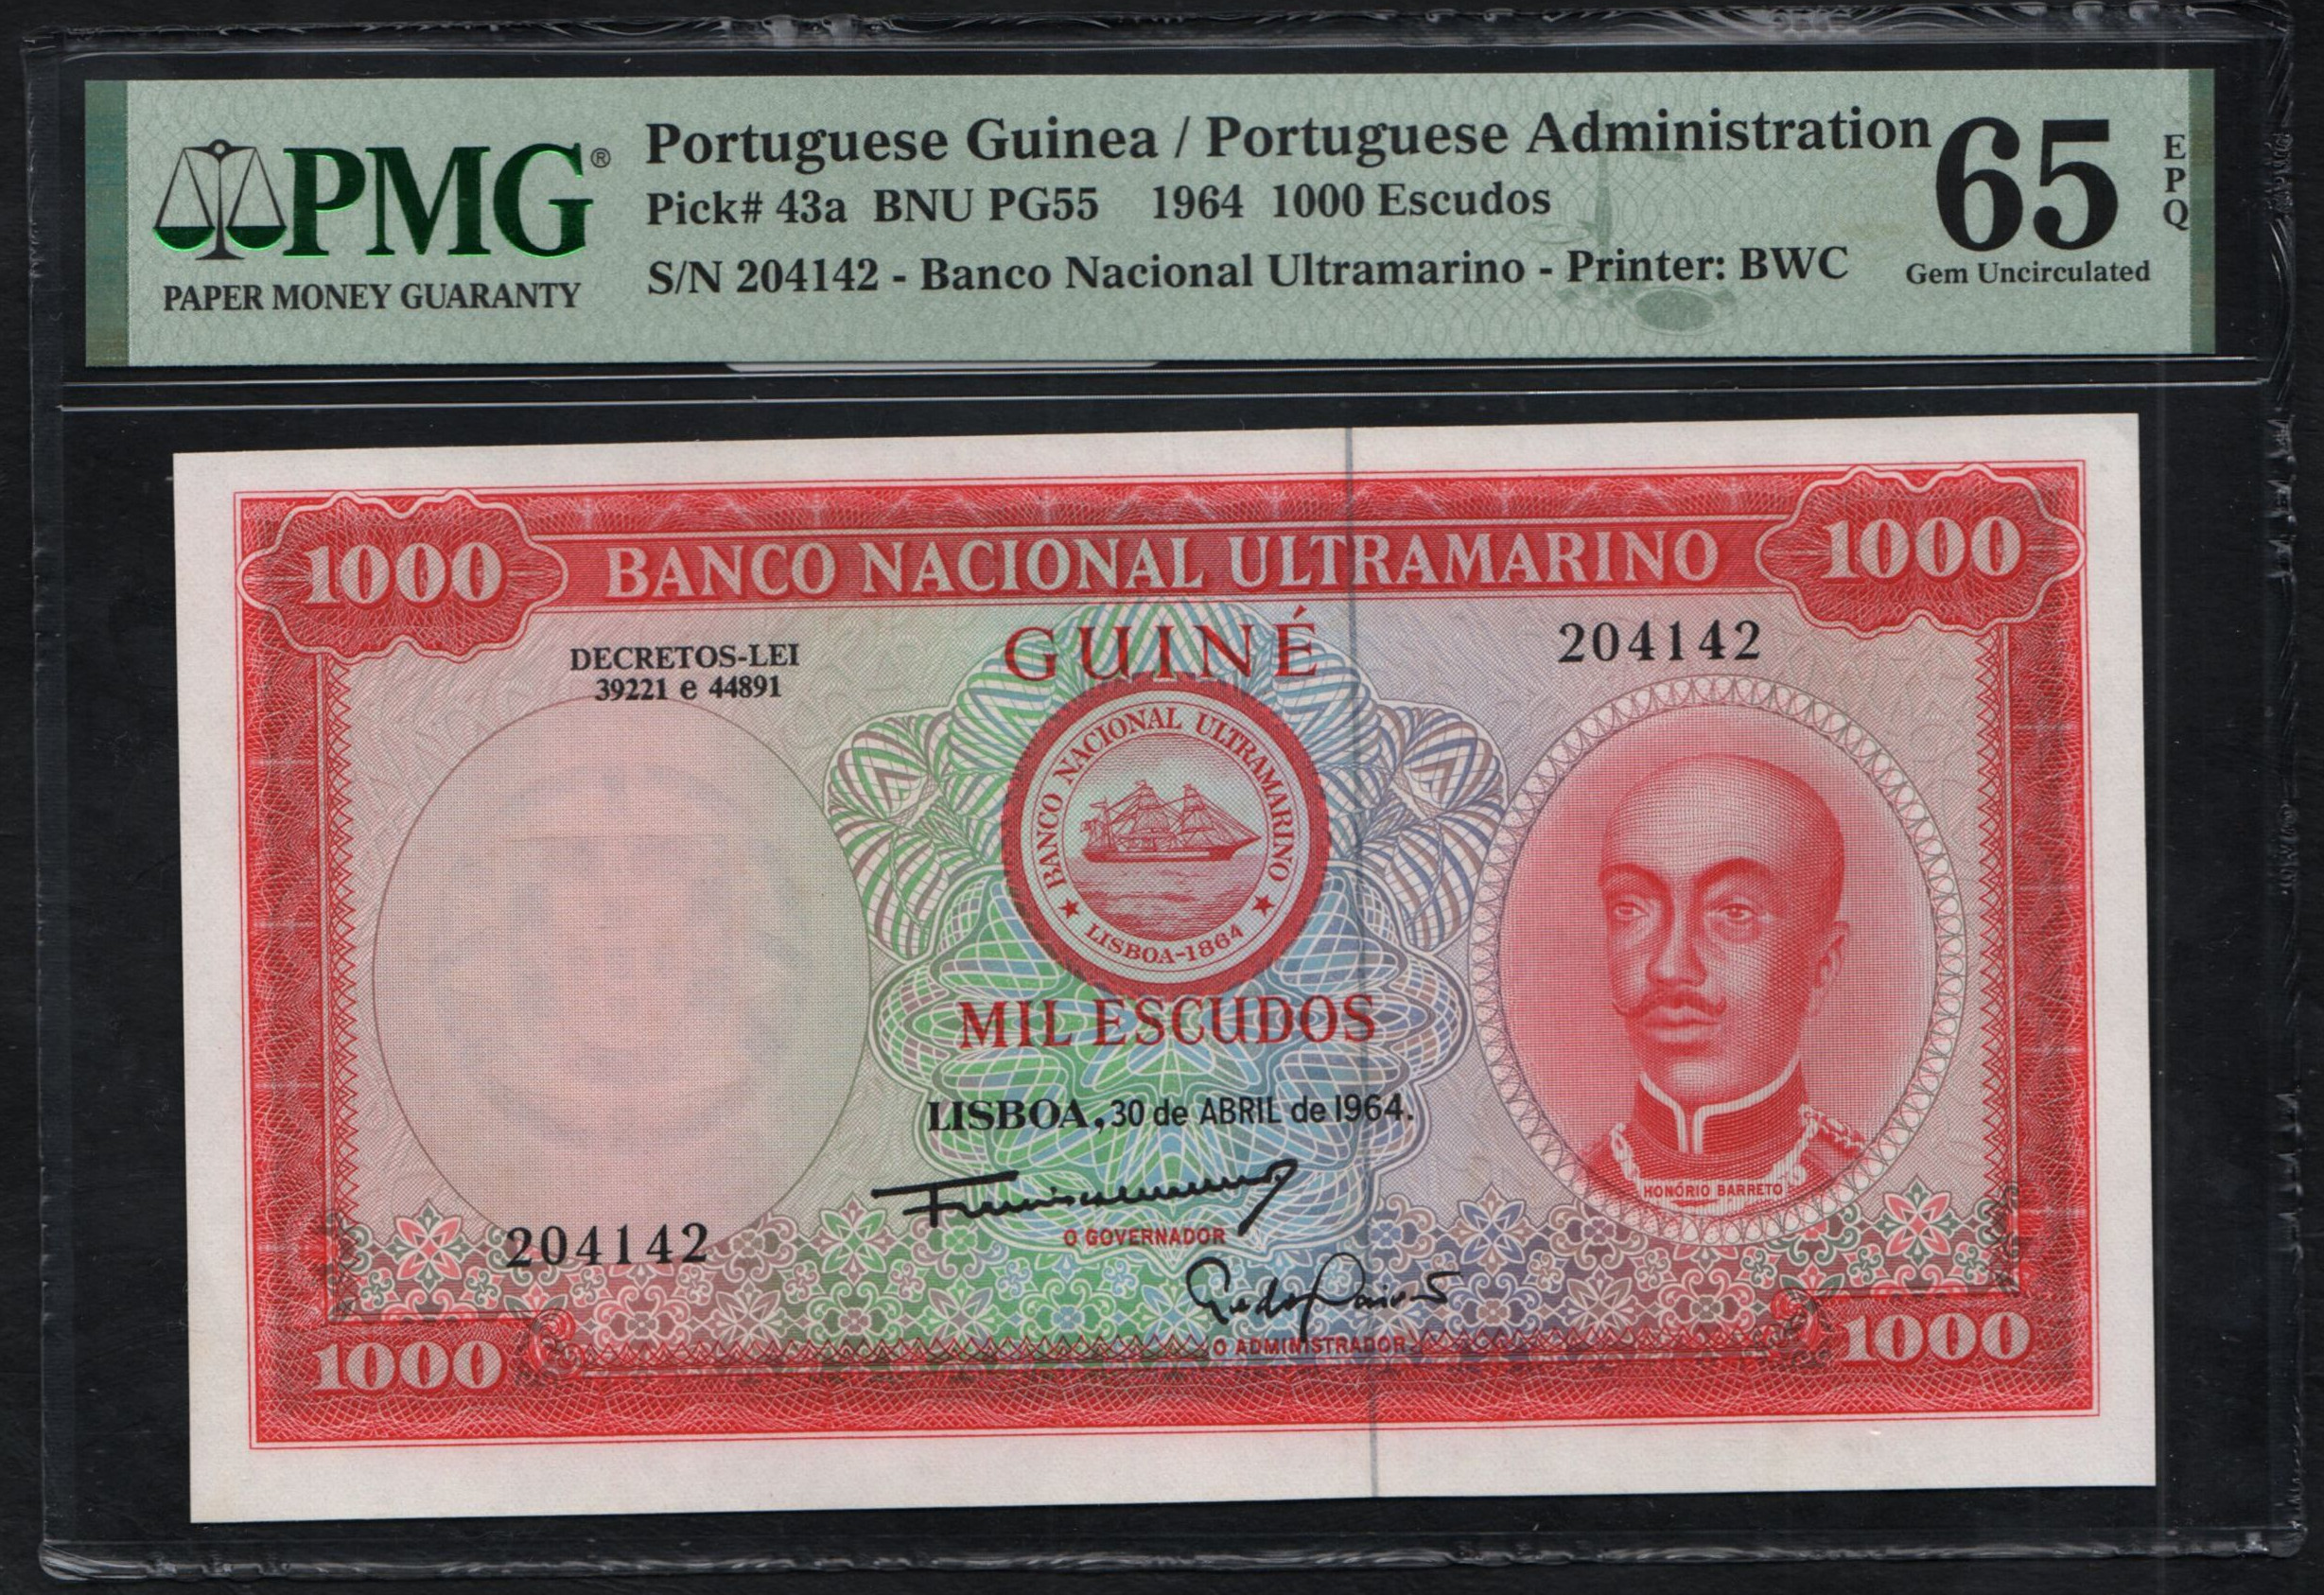 PMG®
PAPER MONEY GUARANTY
Portuguese Guinea / Portuguese Administration
Pick# 43a BNU PG55 1964 1000 Escudos
S/N 204142 - Banco Nacional Ultramarino - Printer: BWC
65
EPQ
Gem Uncirculated
1000 BANCO NACIONAL ULTRAMARINO 1000
DECRETOS-LEI
39221 e 44891
GUINÉ
204142
BANCO NACIONAL ULTRAMARINO
★ LISBOA-1864 ★
MIL ESCUDOS
LISBOA, 30 de ABRIL de 1964.
HONÓRIO BARRETO
204142
O GOVERNADOR
O ADMINISTRADOR
1000 1000